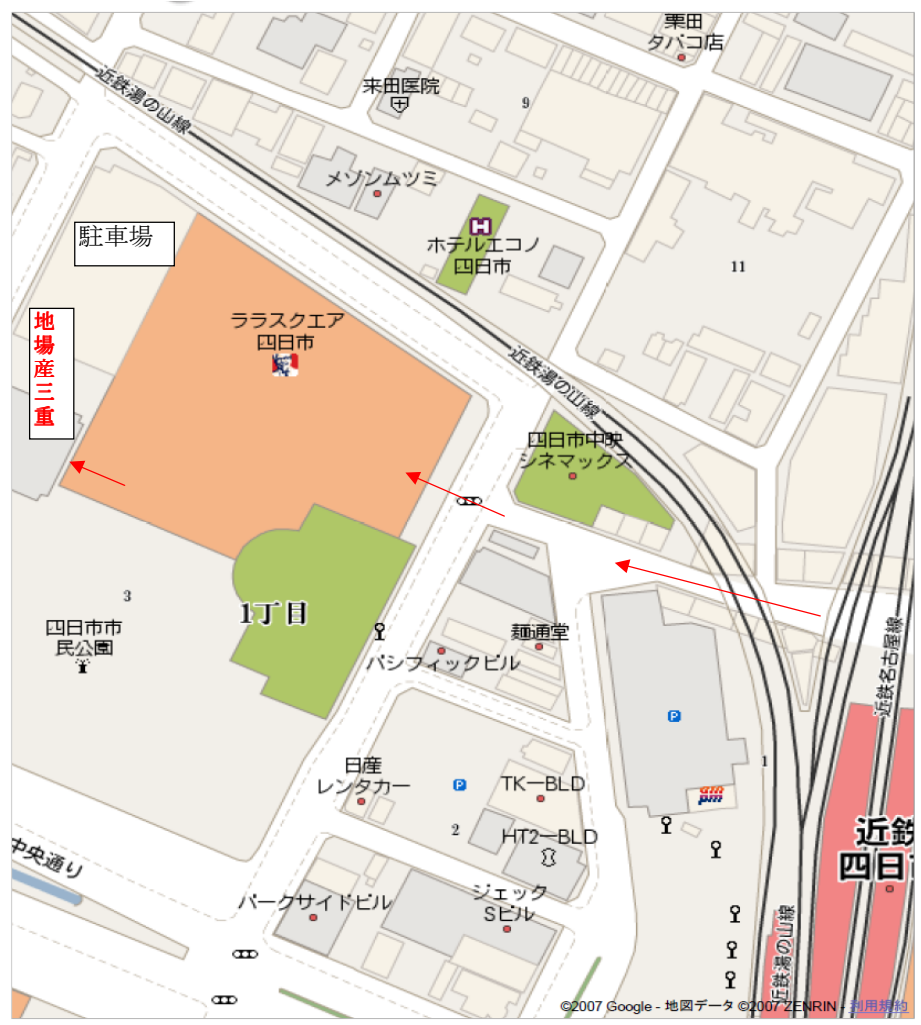 栗田
タバコ店
近鉄湯の山線
来田医院
9
メゾンムツミ
駐車場
ホテルエコノ
四日市
11
地場産三重
ララスクエア
四日市
近鉄湯の山線
四日市中映
シネマックス
3
1丁目
四日市市
民公園
麺通堂
パシフィックビル
近鉄名古屋線
P
1
日産
レンタカー
P
TKーBLD
am
pm
2
HT2ーBLD
近鉄
四日
中央通り
パークサイドビル
ジェック
Sビル
近鉄湯の山線
©2007 Google - 地図データ ©2007 ZENRIN - 利用規約